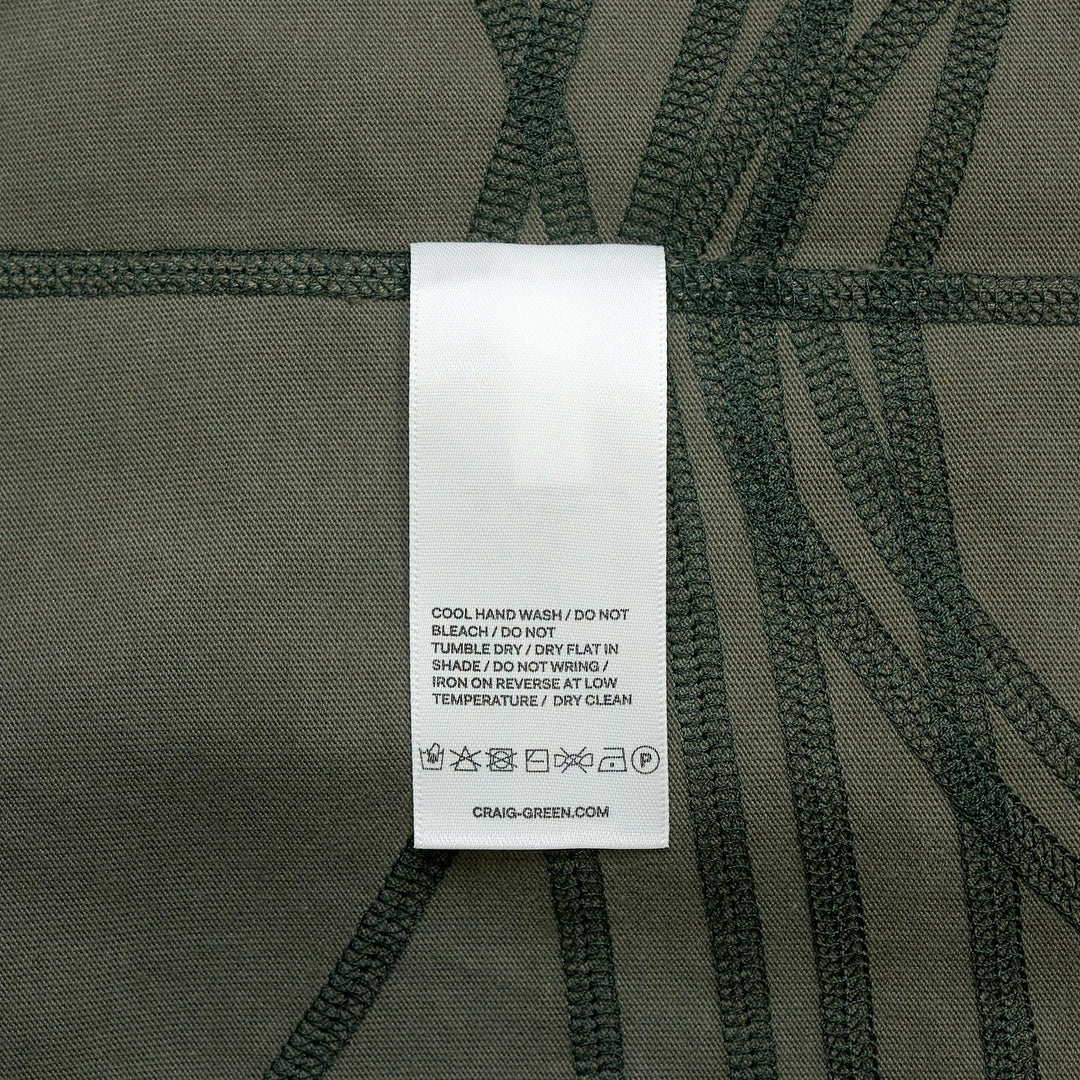 COOL HAND WASH / DO NOT
BLEACH / DO NOT
TUMBLE DRY / DRY FLAT IN
SHADE / DO NOT WRING /
IRON ON REVERSE AT LOW
TEMPERATURE / DRY CLEAN
P
CRAIG-GREEN.COM